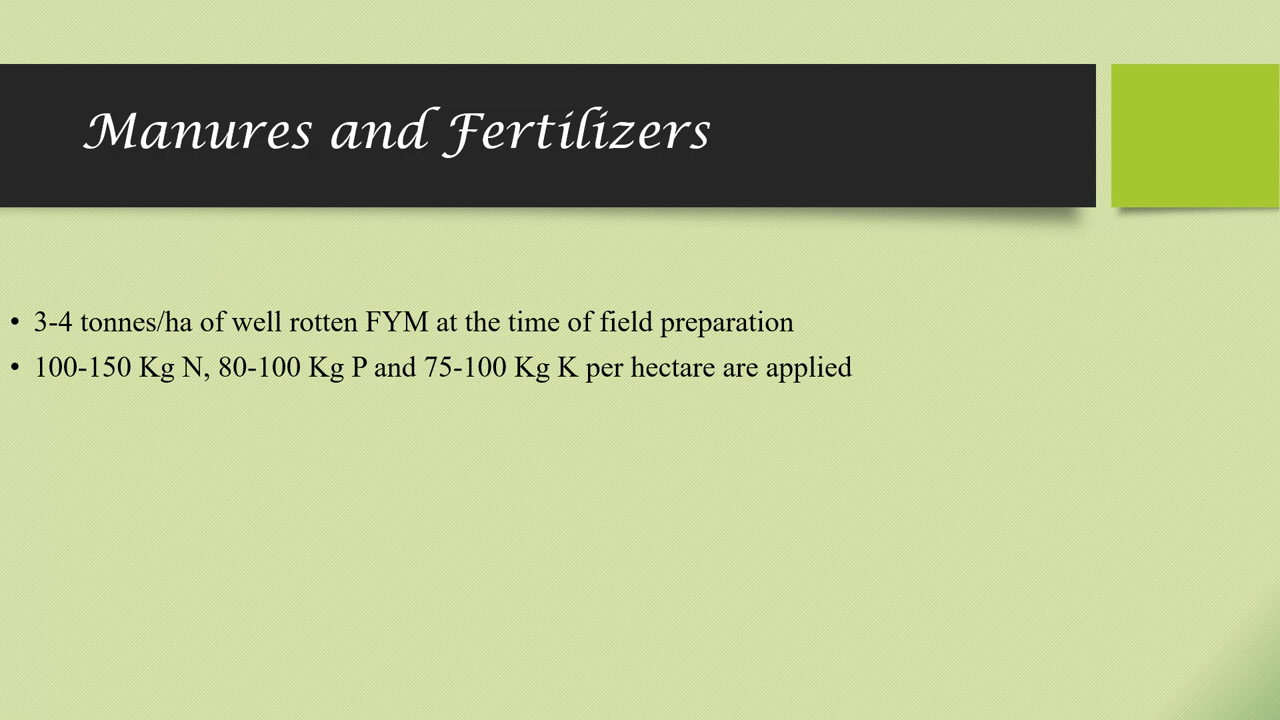 Manures and Fertilizers
• 3-4 tonnes/ha of well rotten FYM at the time of field preparation
• 100-150 Kg N, 80-100 Kg P and 75-100 Kg K per hectare are applied